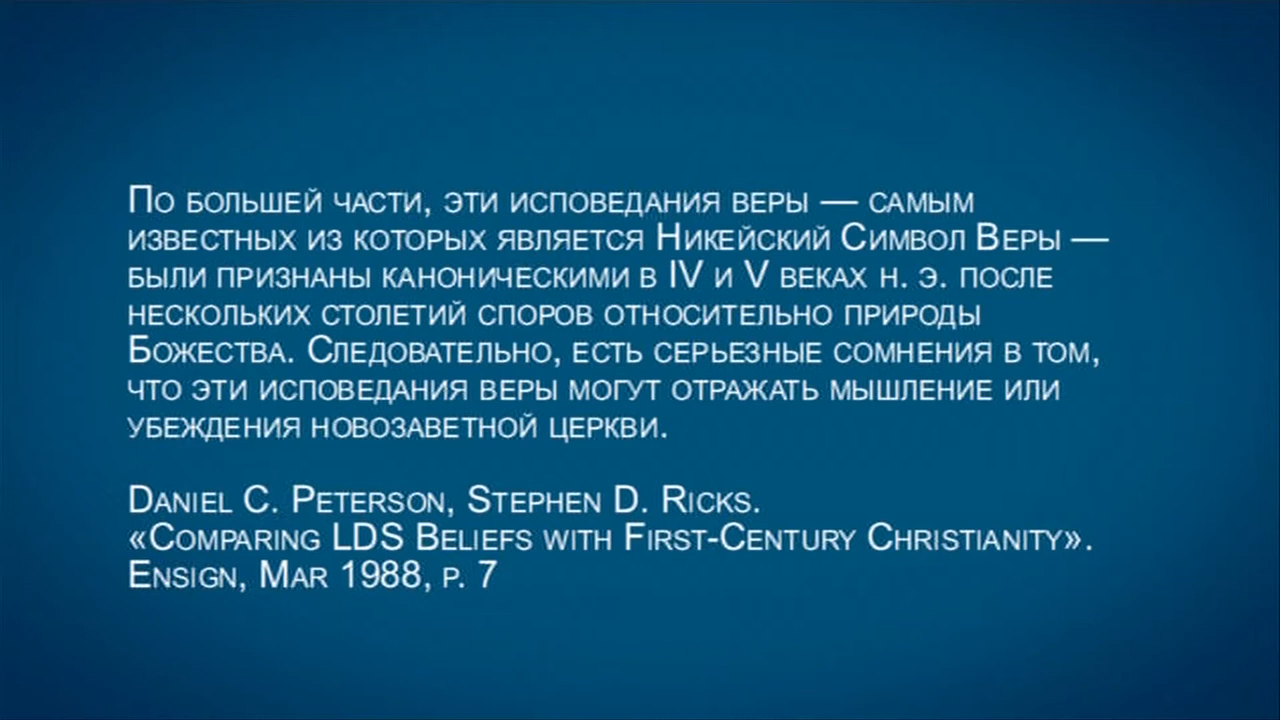 По большей части, эти исповедания веры — самым
известных из которых является Никейский Символ Веры —
были признаны каноническими в IV и V веках н. э. после
нескольких столетий споров относительно природы
Божества. Следовательно, есть серьезные сомнения в том,
что эти исповедания веры могут отражать мышление или
убеждения новозаветной церкви.
Daniel C. Peterson, Stephen D. Ricks.
«Comparing LDS Beliefs with First-Century Christianity».
Ensign, Mar 1988, p. 7